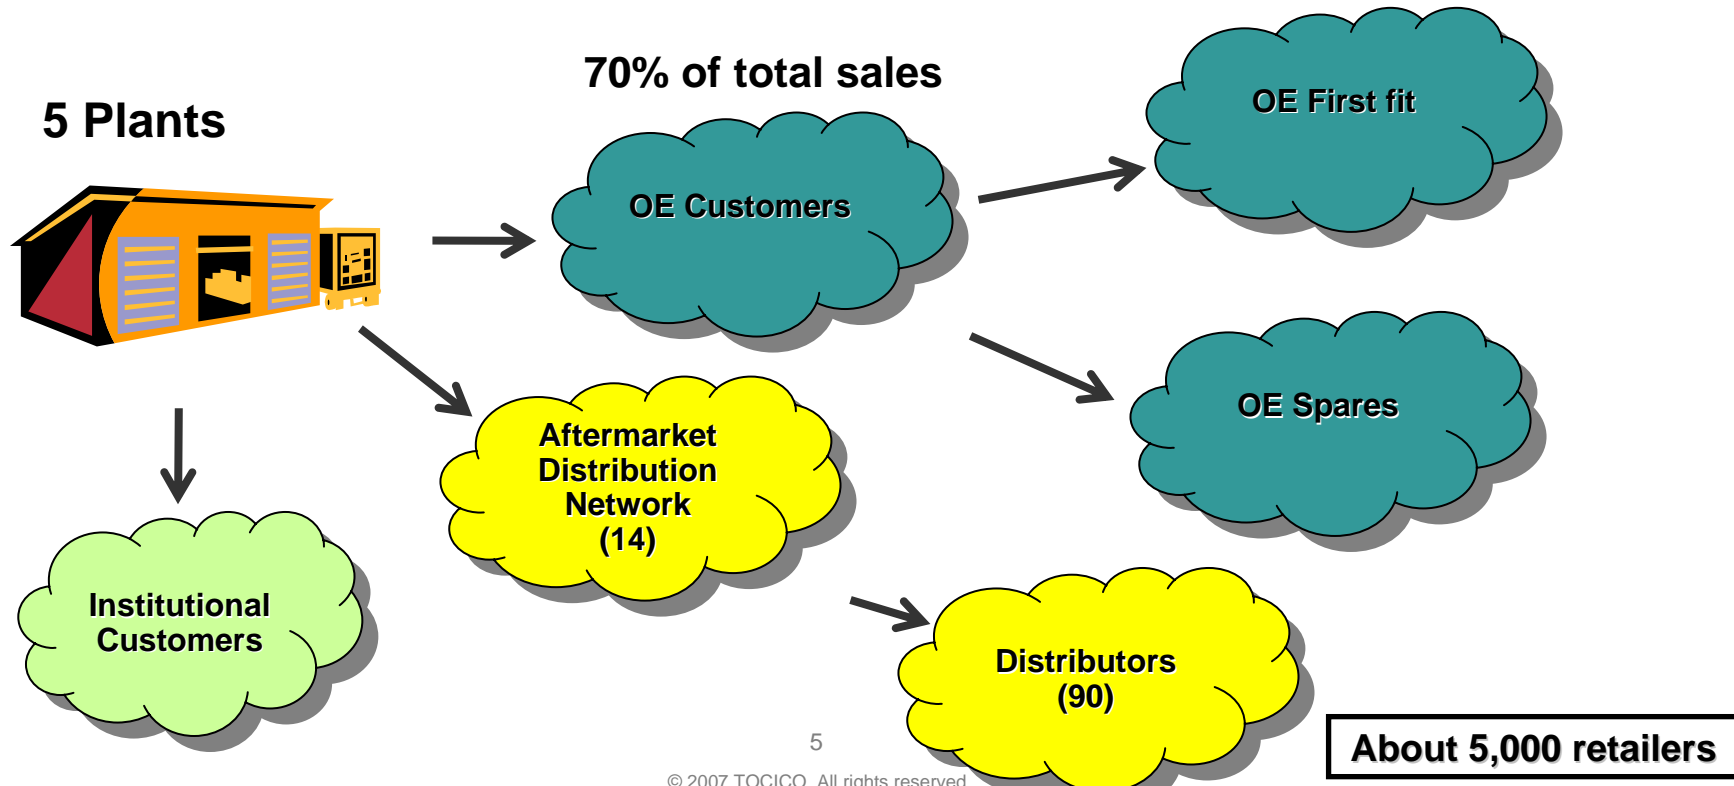 70% of total sales
5 Plants
OE First fit
OE Customers
OE Spares
Aftermarket
Distribution
Network
(14)
Institutional
Customers
Distributors
(90)
About 5,000 retailers
5
© 2007 TOCICO. All rights reserved